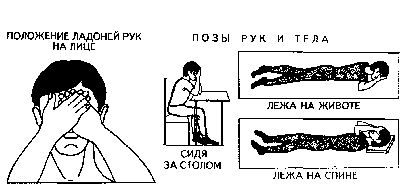 ПОЛОЖЕНИЕ ЛАДОНЕЙ РУК
НА ЛИЦЕ
ПОЗЫ РУК И ТЕЛА
СИДЯ
ЗА СТОЛОМ
ЛЕЖА НА ЖИВОТЕ
ЛЕЖА НА СПИНЕ